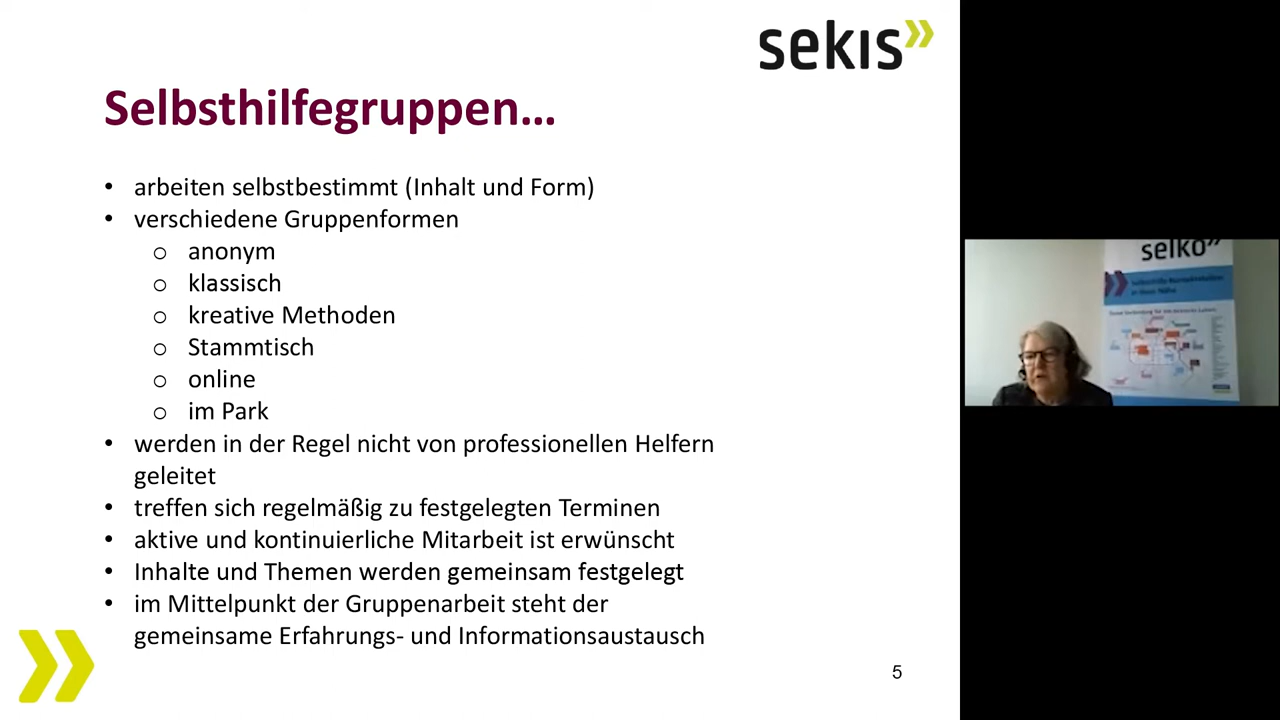 sekis»
Selbsthilfegruppen…
• arbeiten selbstbestimmt (Inhalt und Form)
• verschiedene Gruppenformen
o anonym
o klassisch
o kreative Methoden
o Stammtisch
o online
o im Park
• werden in der Regel nicht von professionellen Helfern
geleitet
• treffen sich regelmäßig zu festgelegten Terminen
• aktive und kontinuierliche Mitarbeit ist erwünscht
• Inhalte und Themen werden gemeinsam festgelegt
• im Mittelpunkt der Gruppenarbeit steht der
gemeinsame Erfahrungs- und Informationsaustausch
5
selko»